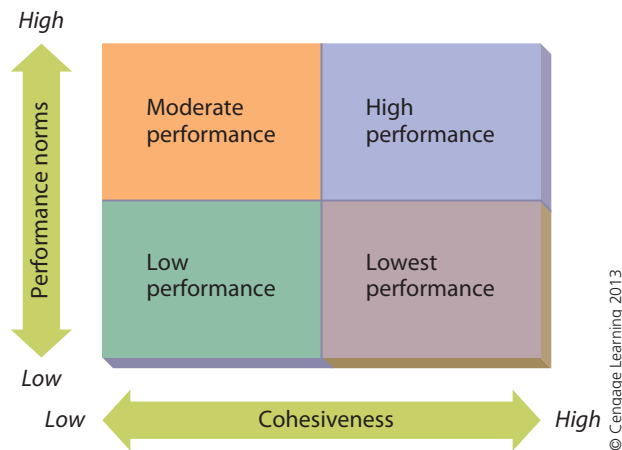 High
Performance norms
Moderate
performance
High
performance
Low
performance
Lowest
performance
Low
Low
Cohesiveness
High
© Cengage Learning 2013